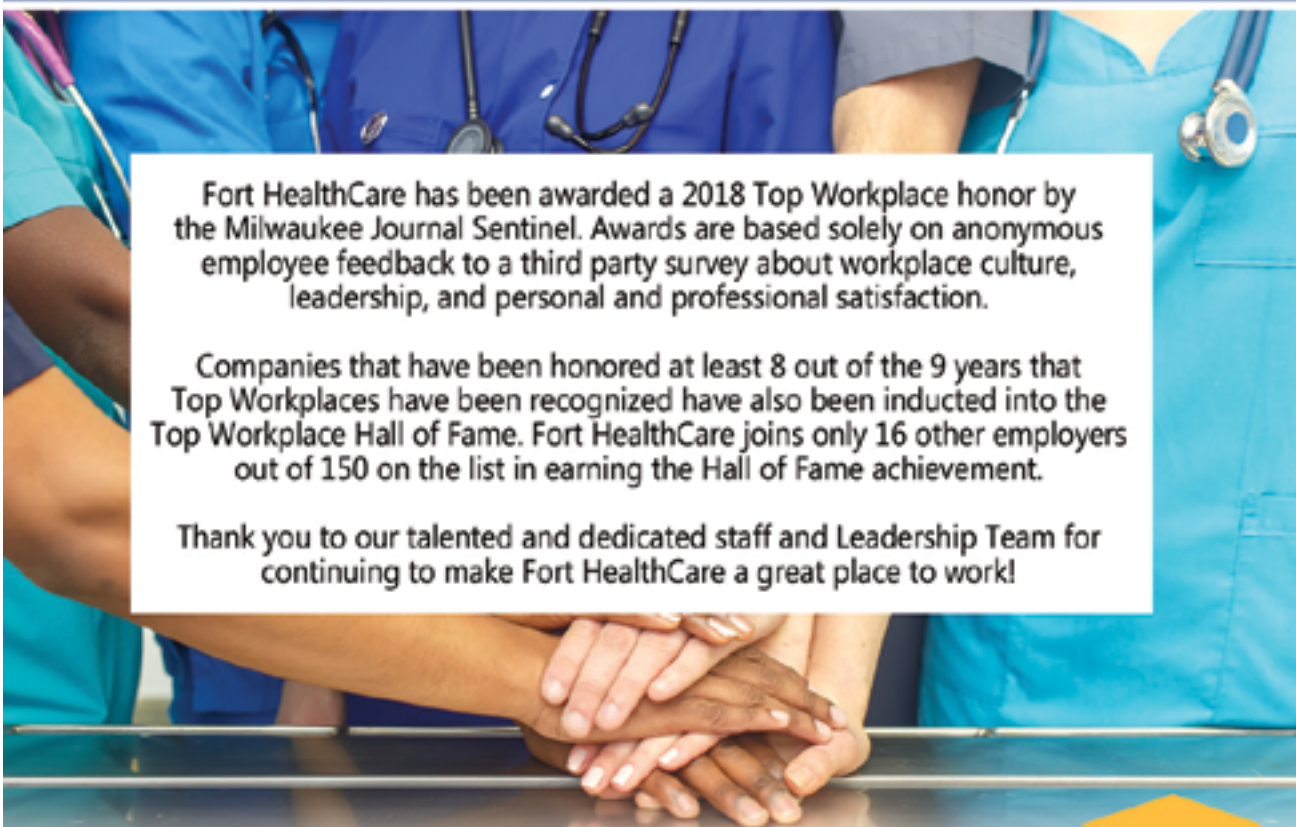 Fort HealthCare has been awarded a 2018 Top Workplace honor by
the Milwaukee Journal Sentinel. Awards are based solely on anonymous
employee feedback to a third party survey about workplace culture,
leadership, and personal and professional satisfaction.
Companies that have been honored at least 8 out of the 9 years that
Top Workplaces have been recognized have also been inducted into the
Top Workplace Hall of Fame. Fort HealthCare joins only 16 other employers
out of 150 on the list in earning the Hall of Fame achievement.
Thank you to our talented and dedicated staff and Leadership Team for
continuing to make Fort HealthCare a great place to work!